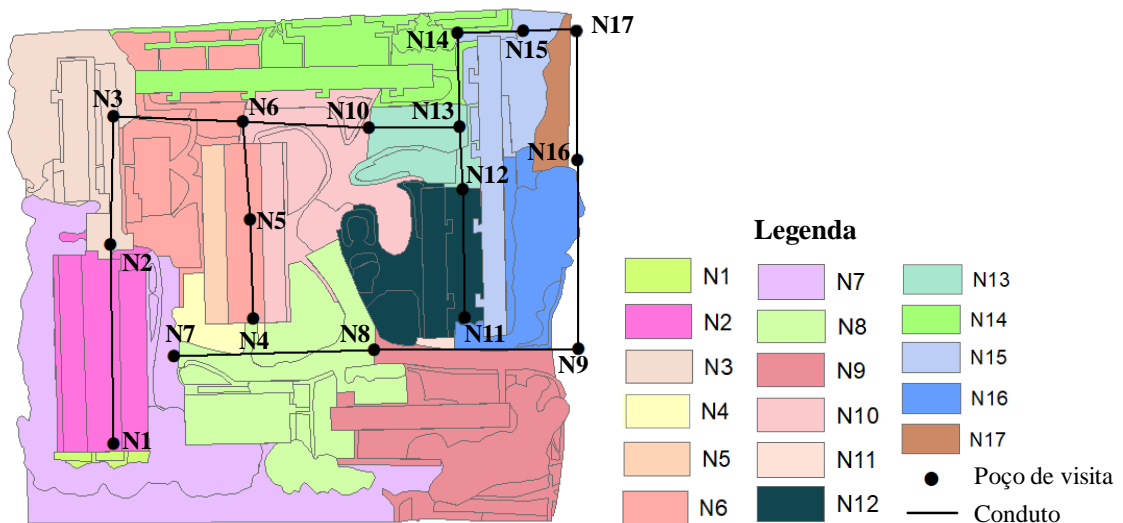 N14
N15
N17
N3
N6
N10
N13
N16
N12
N5
N2
N7
N4
N8
N11
N9
N1
Legenda
N1
N2
N3
N4
N5
N6
N7
N8
N9
N10
N11
N12
N13
N14
N15
N16
N17
Poço de visita
Conduto